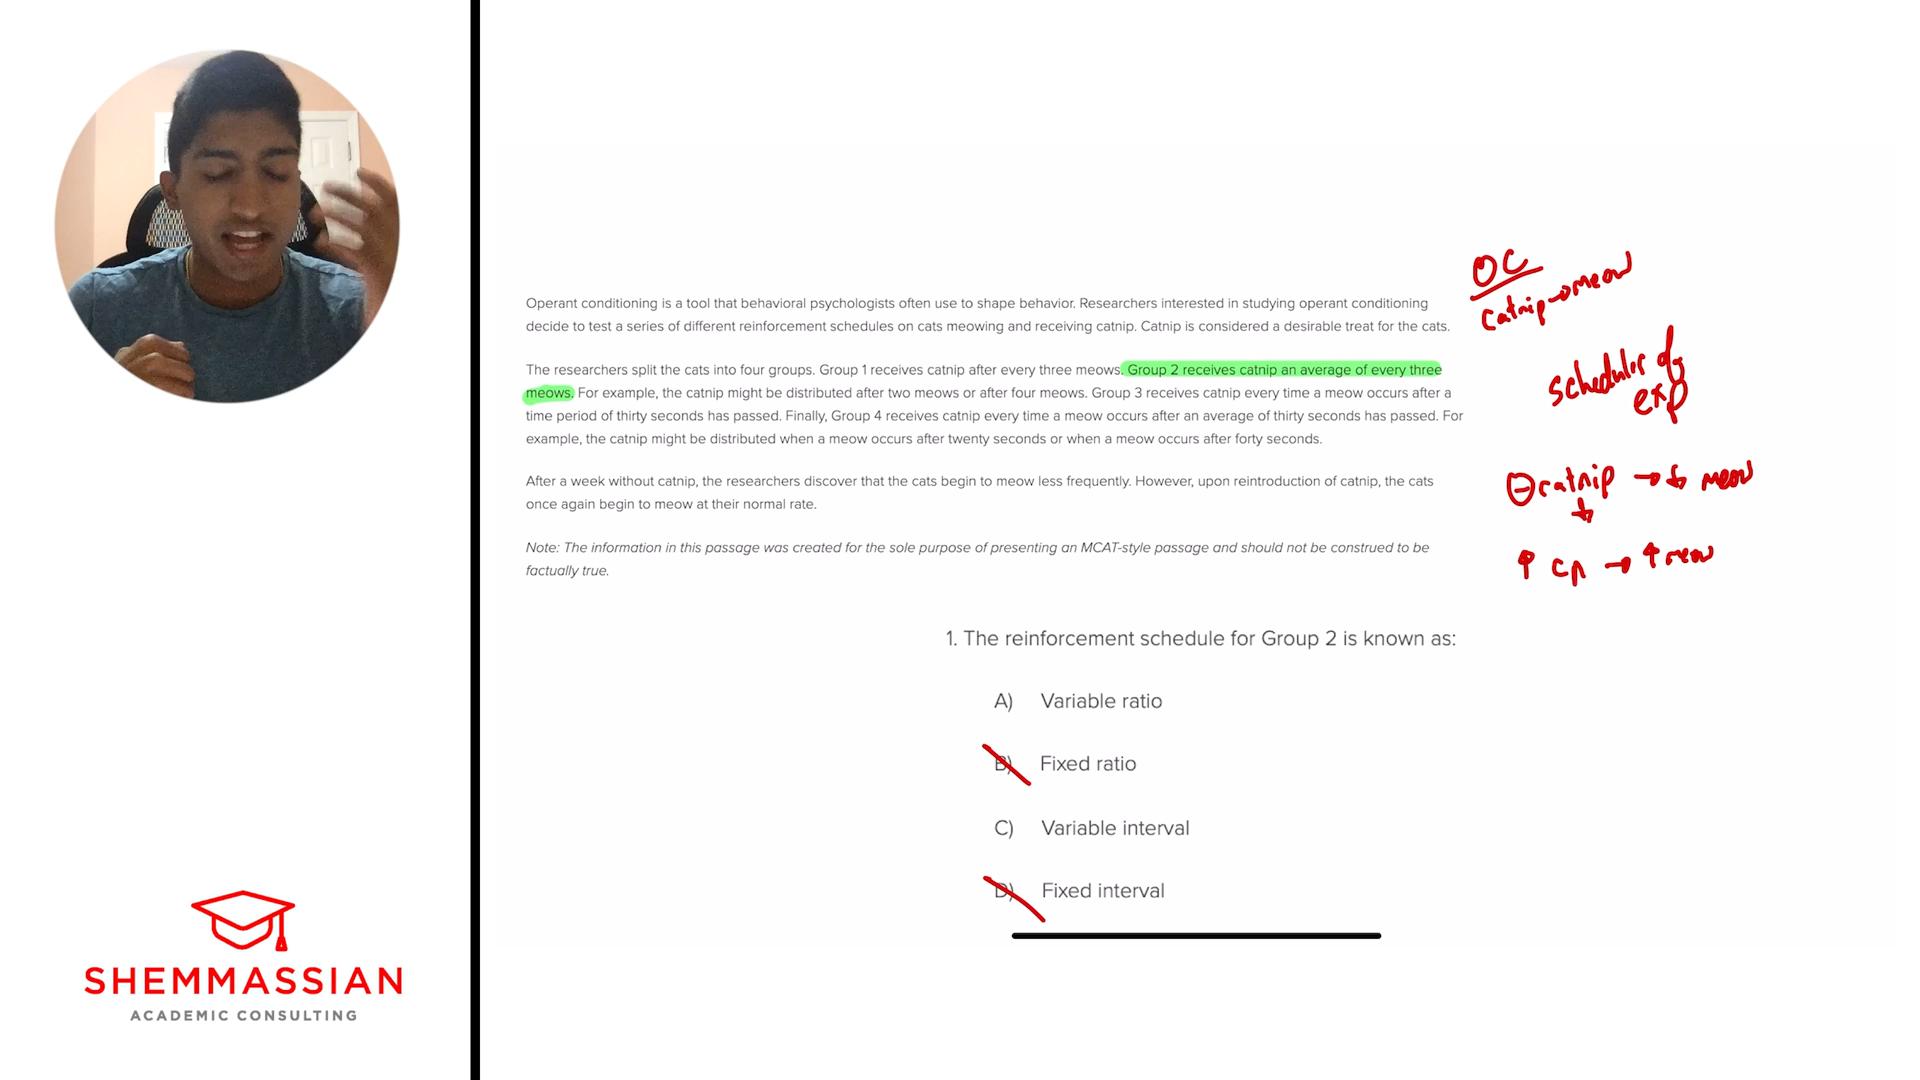 Operant conditioning is a tool that behavioral psychologists often use to shape behavior. Researchers interested in studying operant conditioning
decide to test a series of different reinforcement schedules on cats meowing and receiving catnip. Catnip is considered a desirable treat for the cats.
The researchers split the cats into four groups. Group 1 receives catnip after every three meows. Group 2 receives catnip an average of every three
meows. For example, the catnip might be distributed after two meows or after four meows. Group 3 receives catnip every time a meow occurs after a
time period of thirty seconds has passed. Finally, Group 4 receives catnip every time a meow occurs after an average of thirty seconds has passed. For
example, the catnip might be distributed when a meow occurs after twenty seconds or when a meow occurs after forty seconds.
After a week without catnip, the researchers discover that the cats begin to meow less frequently. However, upon reintroduction of catnip, the cats
once again begin to meow at their normal rate.
Note: The information in this passage was created for the sole purpose of presenting an MCAT-style passage and should not be construed to be
factually true.
OC
catnip→meow
schedules of
exp
⊖catnip → ↓ meow
↓
↑ cn → ↑ meow
1. The reinforcement schedule for Group 2 is known as:
A) Variable ratio
B) Fixed ratio
C) Variable interval
D) Fixed interval
SHEMMASSIAN
ACADEMIC CONSULTING